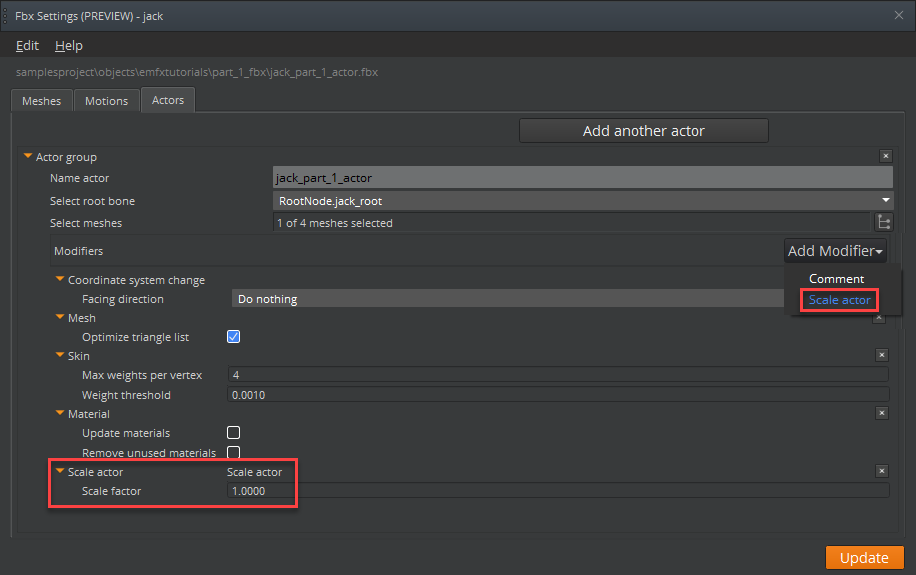 Fbx Settings (PREVIEW) - jack
Edit Help
samplesproject\objects\emfxtutorials\part_1_fbx\jack_part_1_actor.fbx
Meshes Motions Actors
Add another actor
Actor group
Name actor jack_part_1_actor
Select root bone RootNode.jack_root
Select meshes 1 of 4 meshes selected
Modifiers Add Modifier
Comment
Scale actor
Coordinate system change
Facing direction Do nothing
Mesh
Optimize triangle list
Skin
Max weights per vertex 4
Weight threshold 0.0010
Material
Update materials
Remove unused materials
Scale actor Scale actor
Scale factor 1.0000
Update